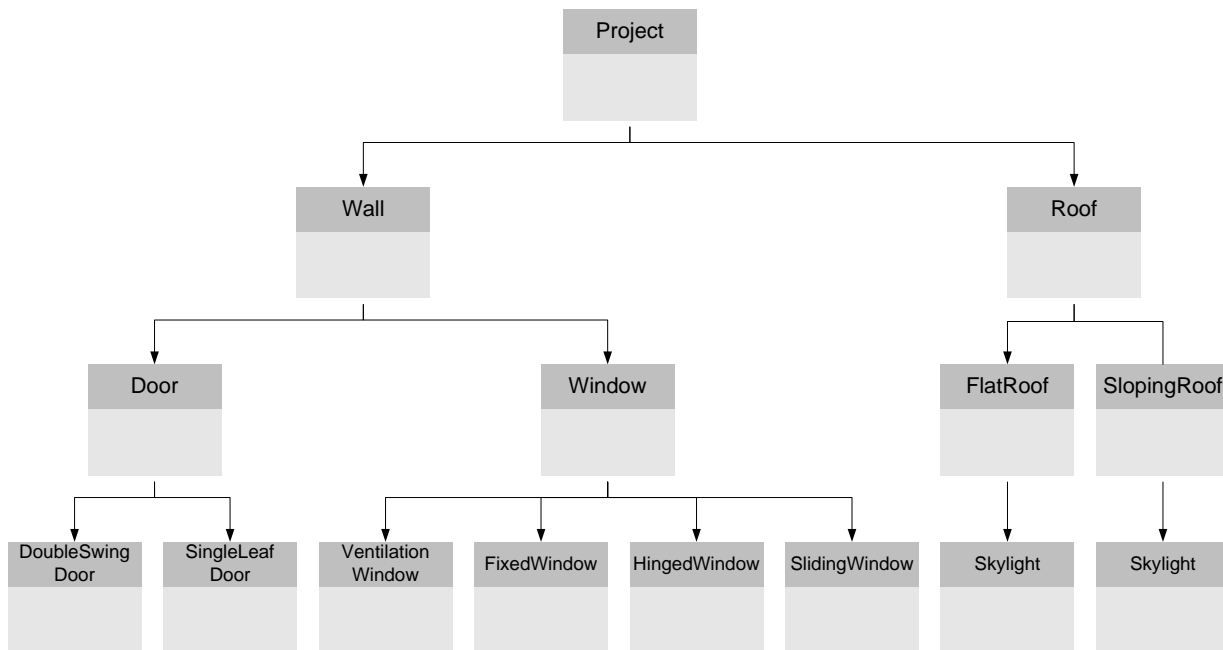 Project
Wall
Roof
Door
Window
FlatRoof
SlopingRoof
DoubleSwing
Door
SingleLeaf
Door
Ventilation
Window
FixedWindow
HingedWindow
SlidingWindow
Skylight
Skylight